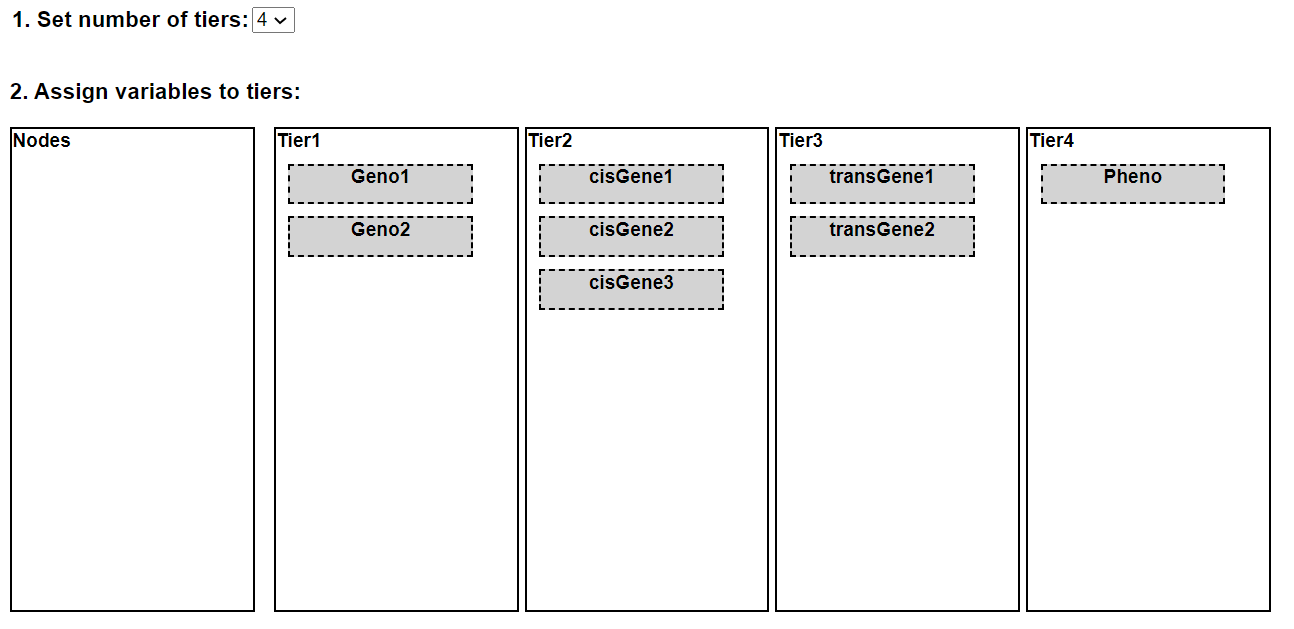 1. Set number of tiers: 4
2. Assign variables to tiers:
Nodes
Tier1
Geno1
Geno2
Tier2
cisGene1
cisGene2
cisGene3
Tier3
transGene1
transGene2
Tier4
Pheno